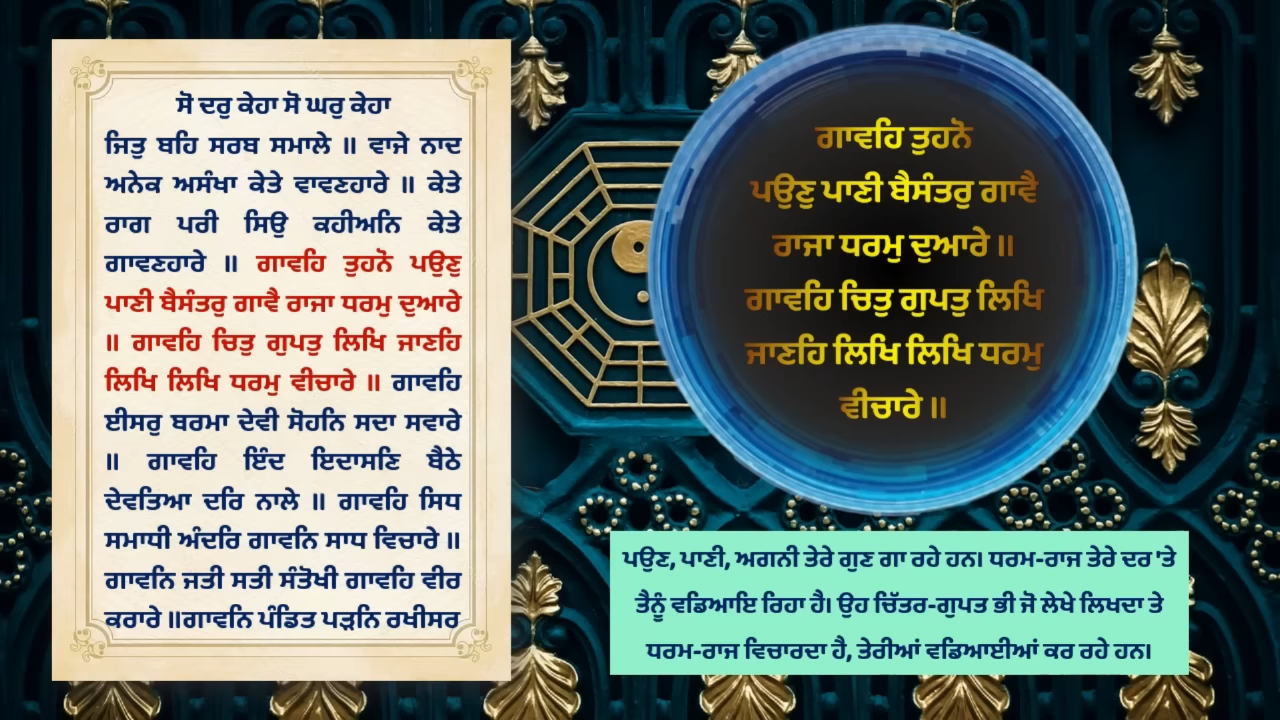 ਸੋ ਦਰੁ ਕੇਹਾ ਸੋ ਘਰੁ ਕੇਹਾ
ਜਿਤੁ ਬਹਿ ਸਰਬ ਸਮਾਲੇ ॥ ਵਾਜੇ ਨਾਦ
ਅਨੇਕ ਅਸੰਖਾ ਕੇਤੇ ਵਾਵਣਹਾਰੇ ॥ ਕੇਤੇ
ਰਾਗ ਪਰੀ ਸਿਉ ਕਹੀਅਨਿ ਕੇਤੇ
ਗਾਵਣਹਾਰੇ ॥ ਗਾਵਹਿ ਤੁਹਨੋ ਪਉਣੁ
ਪਾਣੀ ਬੈਸੰਤਰੁ ਗਾਵੈ ਰਾਜਾ ਧਰਮੁ ਦੁਆਰੇ
॥ ਗਾਵਹਿ ਚਿਤੁ ਗੁਪਤੁ ਲਿਖਿ ਜਾਣਹਿ
ਲਿਖਿ ਲਿਖਿ ਧਰਮੁ ਵੀਚਾਰੇ ॥ ਗਾਵਹਿ
ਈਸਰੁ ਬਰਮਾ ਦੇਵੀ ਸੋਹਨਿ ਸਦਾ ਸਵਾਰੇ
॥ ਗਾਵਹਿ ਇੰਦ ਇਦਾਸਣਿ ਬੈਠੇ
ਦੇਵਤਿਆ ਦਰਿ ਨਾਲੇ ॥ ਗਾਵਹਿ ਸਿਧ
ਸਮਾਧੀ ਅੰਦਰਿ ਗਾਵਨਿ ਸਾਧ ਵਿਚਾਰੇ ॥
ਗਾਵਨਿ ਜਤੀ ਸਤੀ ਸੰਤੋਖੀ ਗਾਵਹਿ ਵੀਰ
ਕਰਾਰੇ ॥ਗਾਵਨਿ ਪੰਡਿਤ ਪੜਨਿ ਰਖੀਸਰ
ਗਾਵਹਿ ਤੁਹਨੋ
ਪਉਣੁ ਪਾਣੀ ਬੈਸੰਤਰੁ ਗਾਵੈ
ਰਾਜਾ ਧਰਮੁ ਦੁਆਰੇ ॥
ਗਾਵਹਿ ਚਿਤੁ ਗੁਪਤੁ ਲਿਖਿ
ਜਾਣਹਿ ਲਿਖਿ ਲਿਖਿ ਧਰਮੁ
ਵੀਚਾਰੇ ॥
ਪਉਣ, ਪਾਣੀ, ਅਗਨੀ ਤੇਰੇ ਗੁਣ ਗਾ ਰਹੇ ਹਨ। ਧਰਮ-ਰਾਜ ਤੇਰੇ ਦਰ 'ਤੇ
ਤੈਨੂੰ ਵਡਿਆਇ ਰਿਹਾ ਹੈ। ਉਹ ਚਿੱਤਰ-ਗੁਪਤ ਭੀ ਜੋ ਲੇਖੇ ਲਿਖਦਾ ਤੇ
ਧਰਮ-ਰਾਜ ਵਿਚਾਰਦਾ ਹੈ, ਤੇਰੀਆਂ ਵਡਿਆਈਆਂ ਕਰ ਰਹੇ ਹਨ।